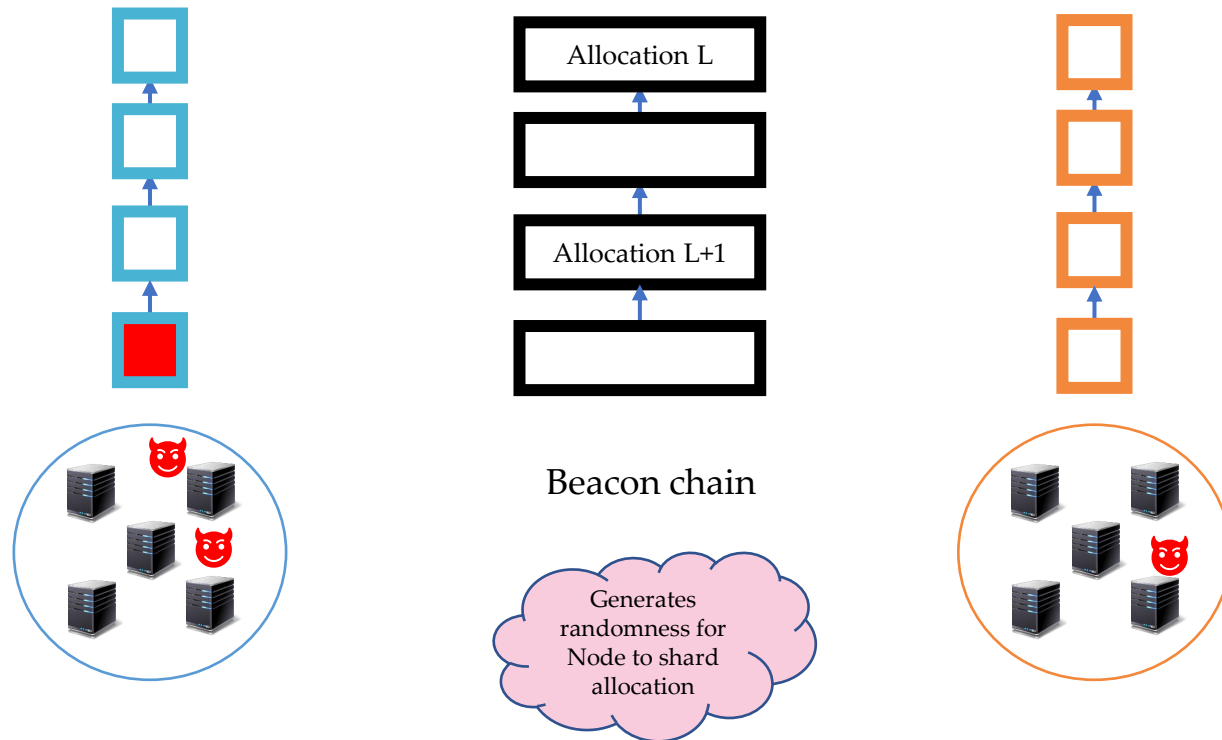 Allocation L
Allocation L+1
Beacon chain
Generates
randomness for
Node to shard
allocation